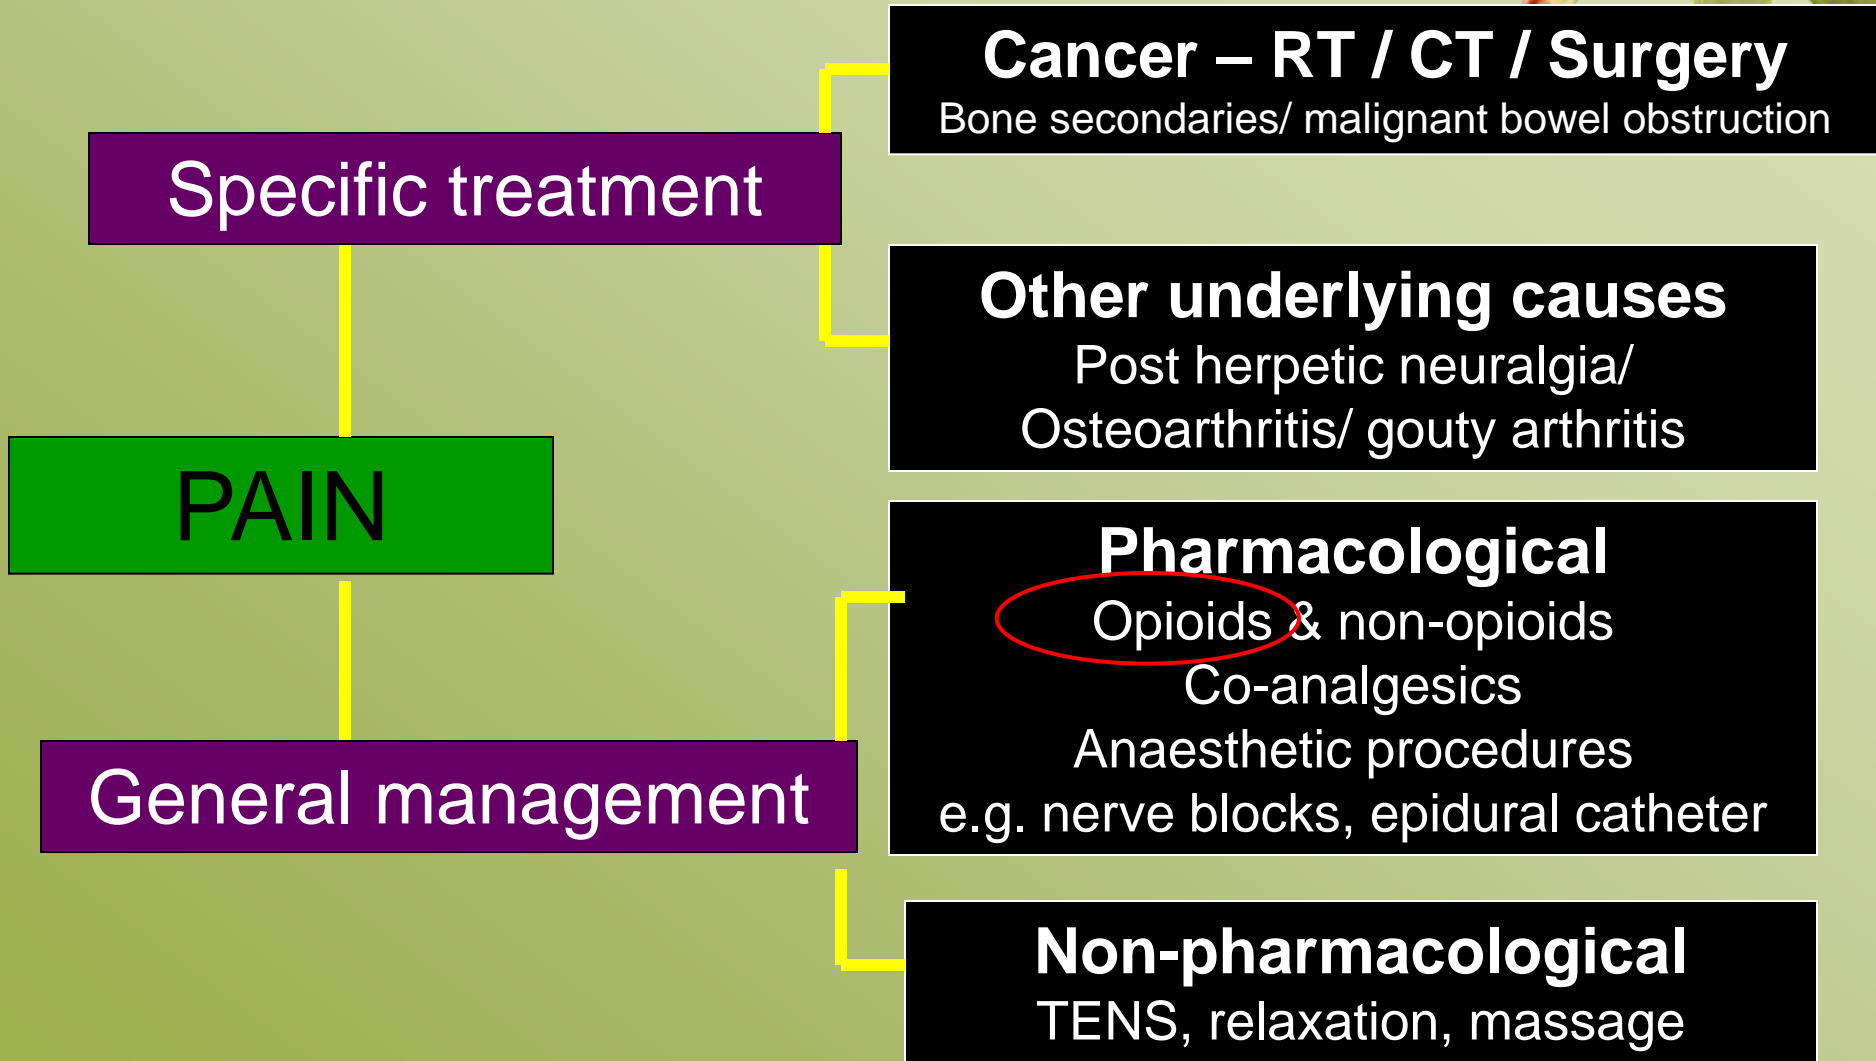 Cancer – RT / CT / Surgery
Bone secondaries/ malignant bowel obstruction
Specific treatment
Other underlying causes
Post herpetic neuralgia/
Osteoarthritis/ gouty arthritis
PAIN
Pharmacological
Opioids & non-opioids
Co-analgesics
Anaesthetic procedures
e.g. nerve blocks, epidural catheter
General management
Non-pharmacological
TENS, relaxation, massage